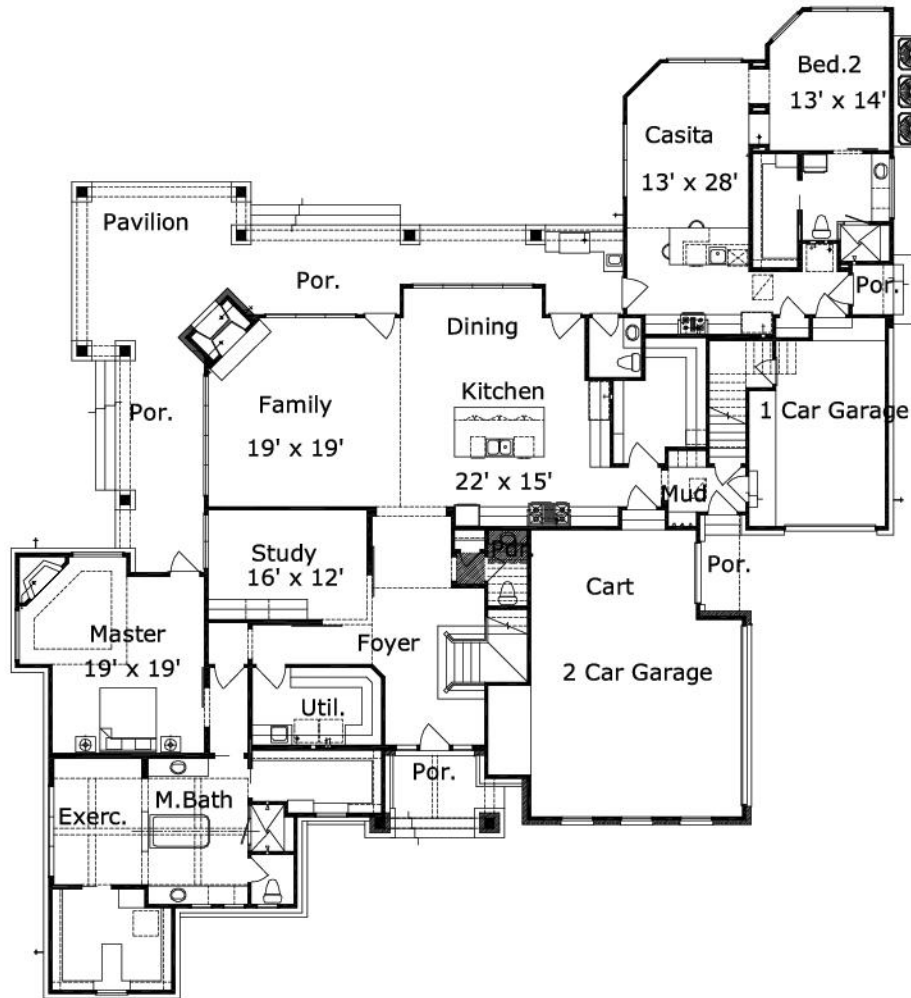 Bed.2
13' x 14'
Casita
13' x 28'
Pavilion
Por.
Por.
Dining
Kitchen
Family
19' x 19'
Por.
1 Car Garage
22' x 15'
Mud
Study
16' x 12'
Pdr.
Cart
Por.
Master
19' x 19'
Foyer
2 Car Garage
Util.
Por.
Exerc.
M.Bath